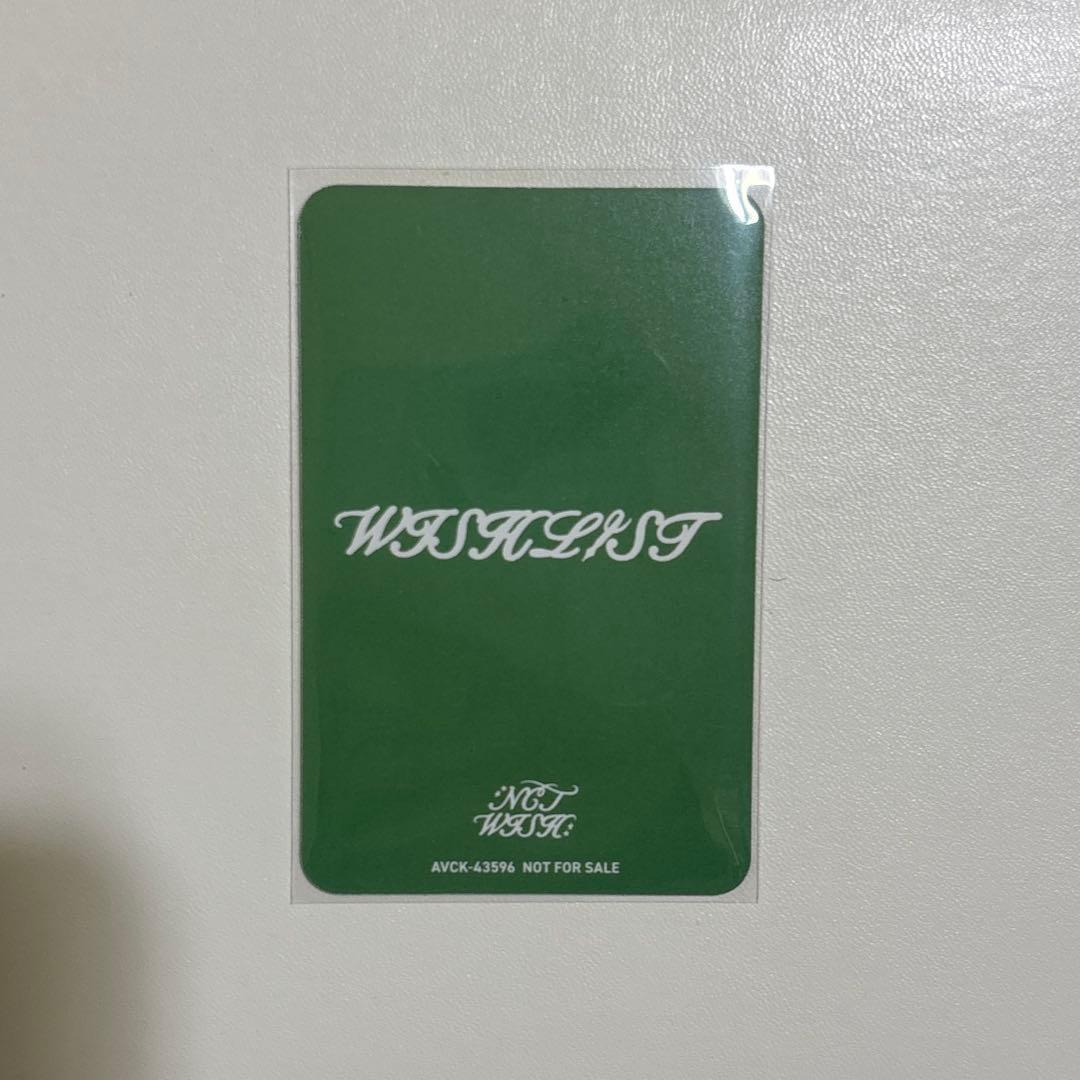 WISHLIST
NCT
WISH
AVCK-43596 NOT FOR SALE